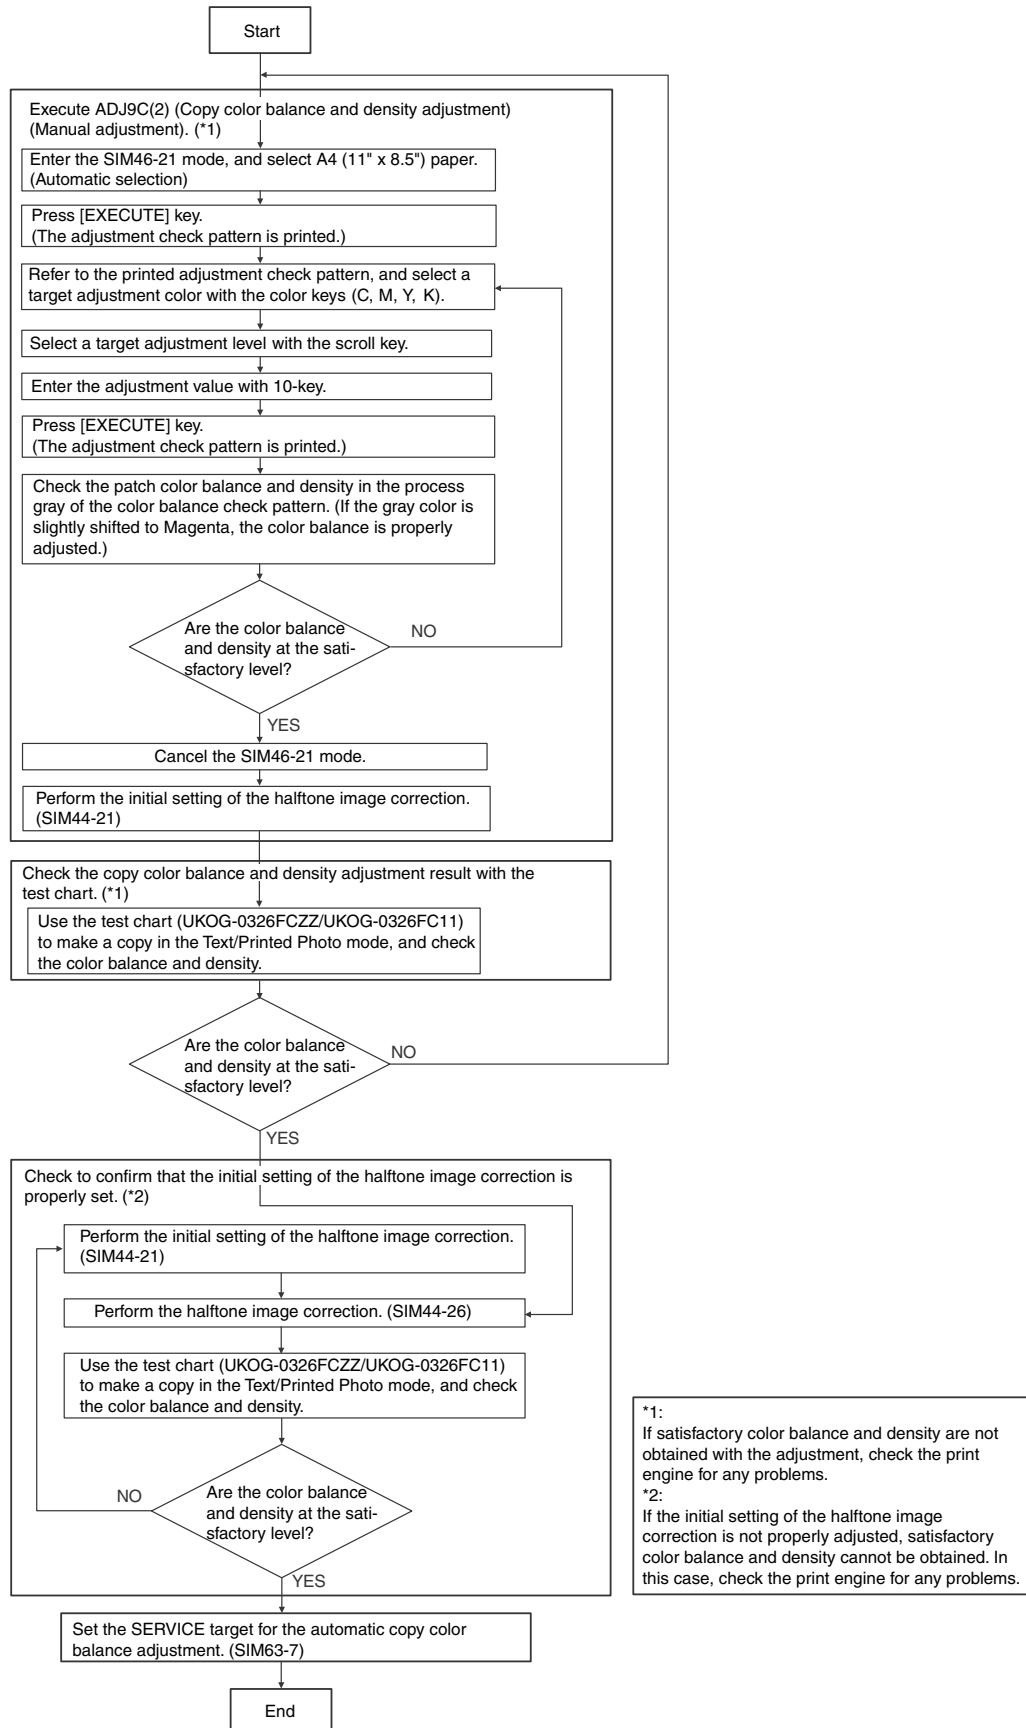 Start
Execute ADJ9C(2) (Copy color balance and density adjustment)
(Manual adjustment). (*1)
Enter the SIM46-21 mode, and select A4 (11" x 8.5") paper.
(Automatic selection)
Press [EXECUTE] key.
(The adjustment check pattern is printed.)
Refer to the printed adjustment check pattern, and select a
target adjustment color with the color keys (C, M, Y, K).
Select a target adjustment level with the scroll key.
Enter the adjustment value with 10-key.
Press [EXECUTE] key.
(The adjustment check pattern is printed.)
Check the patch color balance and density in the process
gray of the color balance check pattern. (If the gray color is
slightly shifted to Magenta, the color balance is properly
adjusted.)
Are the color balance
and density at the sati-
sfactory level?
NO
YES
Cancel the SIM46-21 mode.
Perform the initial setting of the halftone image correction.
(SIM44-21)
Check the copy color balance and density adjustment result with the
test chart. (*1)
Use the test chart (UKOG-0326FCZZ/UKOG-0326FC11)
to make a copy in the Text/Printed Photo mode, and check
the color balance and density.
Are the color balance
and density at the sati-
sfactory level?
NO
YES
Check to confirm that the initial setting of the halftone image correction is
properly set. (*2)
Perform the initial setting of the halftone image correction.
(SIM44-21)
Perform the halftone image correction. (SIM44-26)
Use the test chart (UKOG-0326FCZZ/UKOG-0326FC11)
to make a copy in the Text/Printed Photo mode, and check
the color balance and density.
Are the color balance
and density at the sati-
sfactory level?
NO
YES
Set the SERVICE target for the automatic copy color
balance adjustment. (SIM63-7)
End
*1:
If satisfactory color balance and density are not
obtained with the adjustment, check the print
engine for any problems.
*2:
If the initial setting of the halftone image
correction is not properly adjusted, satisfactory
color balance and density cannot be obtained. In
this case, check the print engine for any problems.